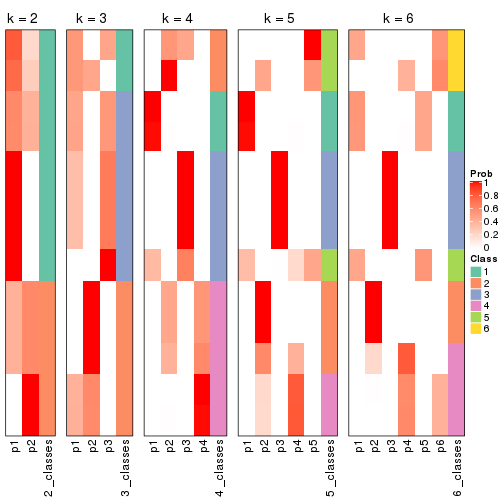 k = 2
k = 3
k = 4
k = 5
k = 6
p1
p2
2_classes
p1
p2
p3
3_classes
p1
p2
p3
p4
4_classes
p1
p2
p3
p4
p5
5_classes
p1
p2
p3
p4
p5
p6
6_classes
Prob
1
0.8
0.6
0.4
0.2
0
Class
1
2
3
4
5
6